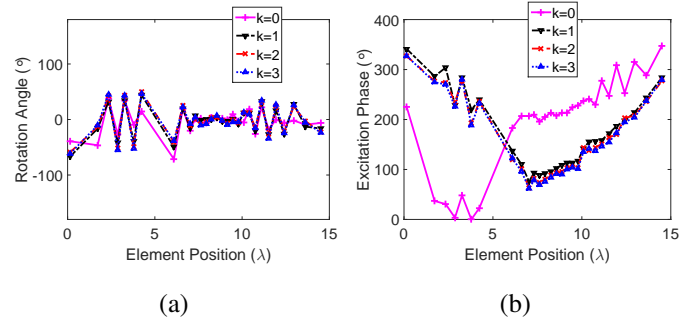 k=0
k=1
k=2
k=3
100
0
-100
Rotation Angle (°)
0
5
10
15
Element Position (λ)
(a)
k=0
k=1
k=2
k=3
400
300
200
100
0
Excitation Phase (°)
0
5
10
15
Element Position (λ)
(b)